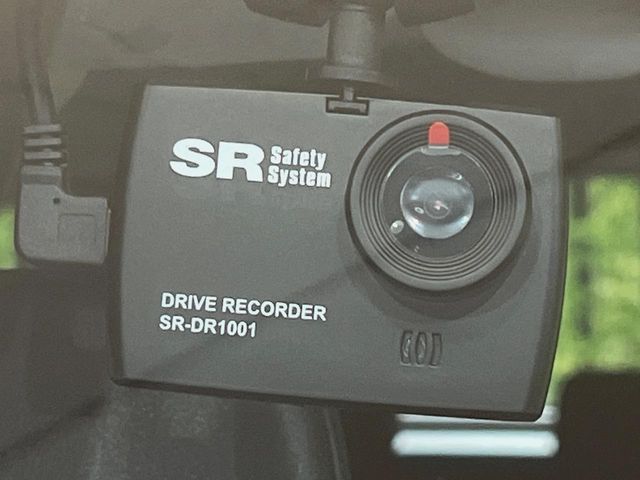 SR Safety System
DRIVE RECORDER
SR-DR1001